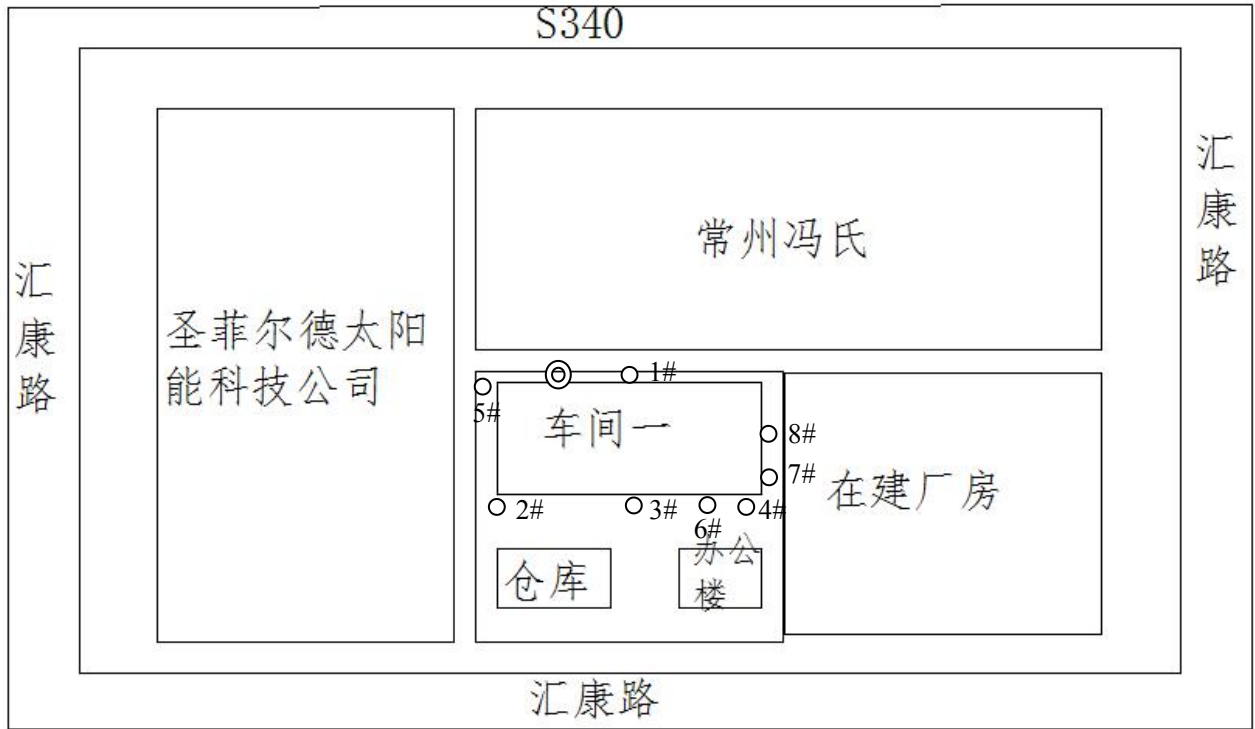 S340
汇
康
路
汇
康
路
常州冯氏
圣菲尔德太阳
能科技公司
1#
5#
车间一
8#
7#
在建厂房
2#
3#
6#
4#
办公
楼
仓库
汇康路